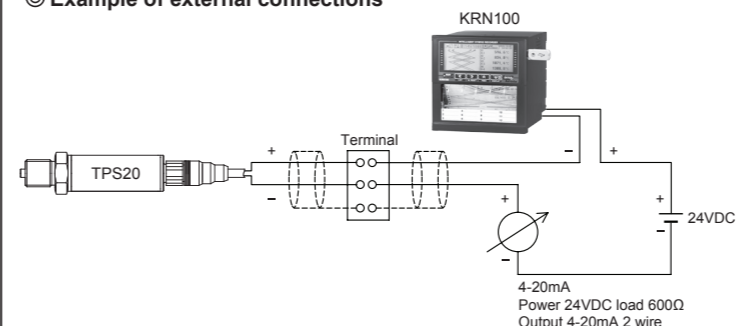 ◎ Example of external connections
KRN100
Terminal
+
−
+
TPS20
−
+
+
24VDC
−
−
4-20mA
Power 24VDC load 600Ω
Output 4-20mA 2 wire